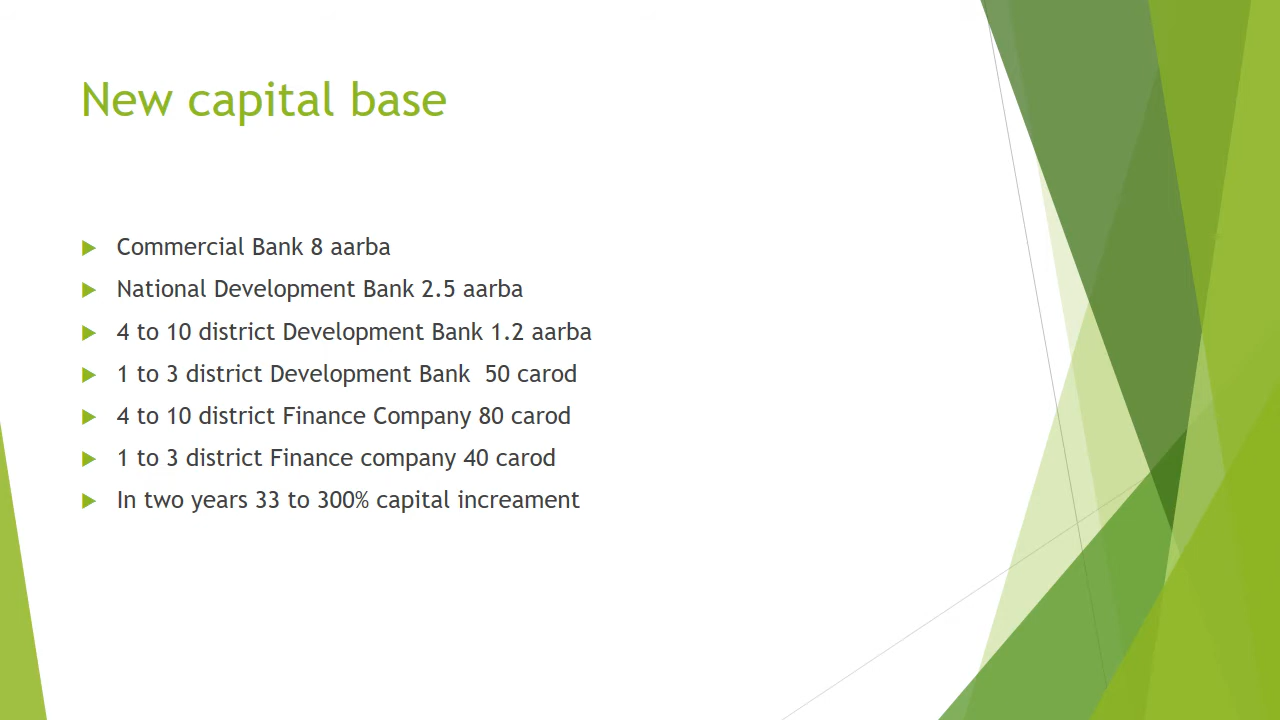 New capital base
Commercial Bank 8 aarba
National Development Bank 2.5 aarba
4 to 10 district Development Bank 1.2 aarba
1 to 3 district Development Bank  50 carod
4 to 10 district Finance Company 80 carod
1 to 3 district Finance company 40 carod
In two years 33 to 300% capital increament